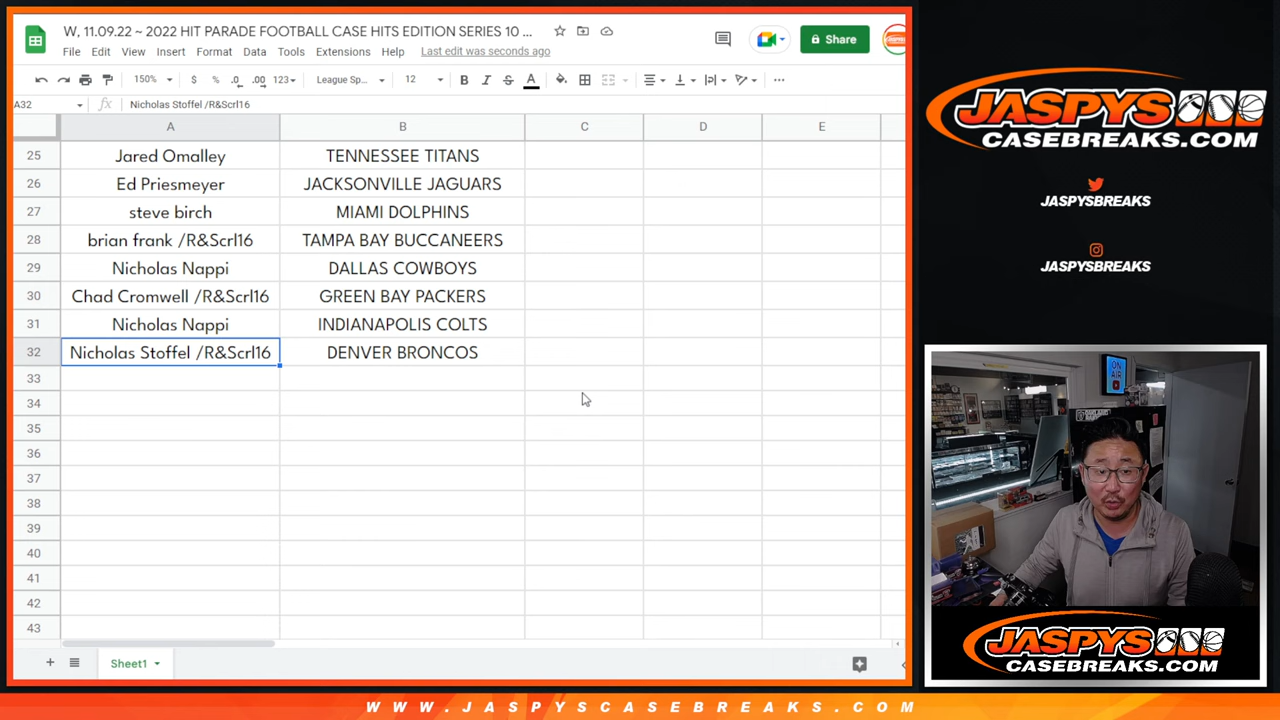 W, 11.09.22 ~ 2022 HIT PARADE FOOTBALL CASE HITS EDITION SERIES 10 ...
Share
File Edit View Insert Format Data Tools Extensions Help Last edit was seconds ago
150% $ % .0 .00 123 League Sp... 12 B I S A
A32 fx Nicholas Stoffel /R&Scrl16
A B C D E
25 Jared Omalley TENNESSEE TITANS
26 Ed Priesmeyer JACKSONVILLE JAGUARS
27 steve birch MIAMI DOLPHINS
28 brian frank /R&Scrl16 TAMPA BAY BUCCANEERS
29 Nicholas Nappi DALLAS COWBOYS
30 Chad Cromwell /R&Scrl16 GREEN BAY PACKERS
31 Nicholas Nappi INDIANAPOLIS COLTS
32 Nicholas Stoffel /R&Scrl16 DENVER BRONCOS
33
34
35
36
37
38
39
40
41
42
43
Sheet1
JASPYS
CASEBREAKS.COM
JASPYSBREAKS
JASPYSBREAKS
ON
AIR
JASPYS
CASEBREAKS.COM
WWW.JASPYSCASEBREAKS.COM